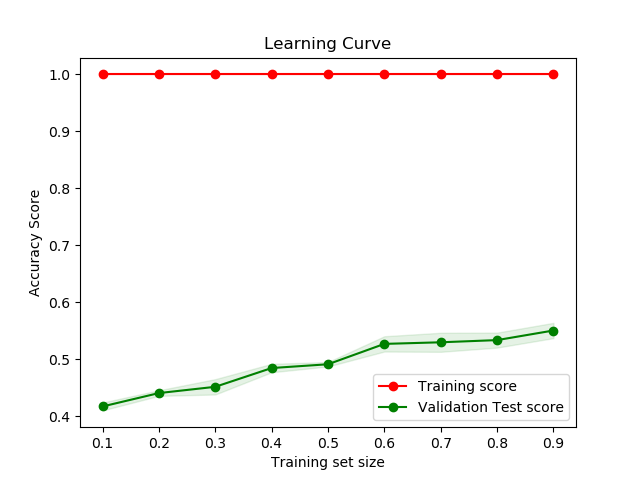 Learning Curve
Accuracy Score
1.0
0.9
0.8
0.7
0.6
0.5
0.4
Training score
Validation Test score
0.1 0.2 0.3 0.4 0.5 0.6 0.7 0.8 0.9
Training set size